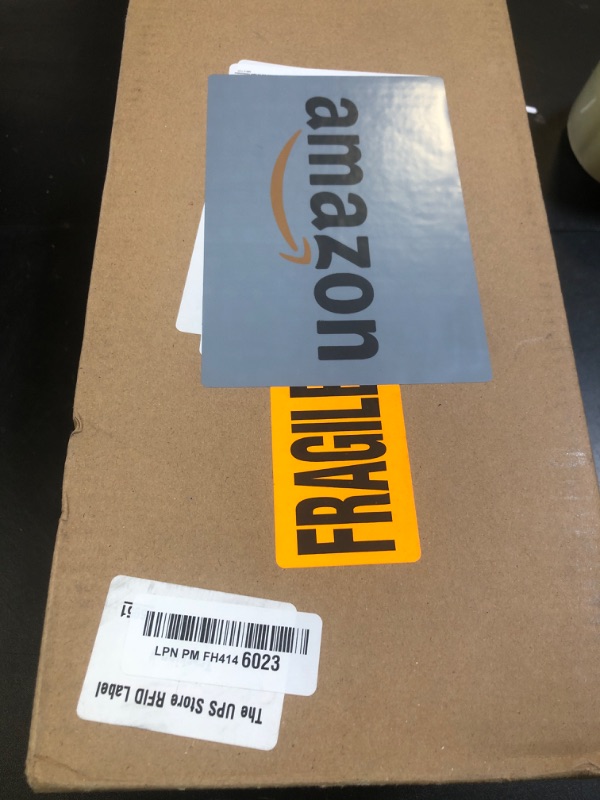 amazon
FRAGILE
LPN PM FH414 6023
The UPS Store RFID Label